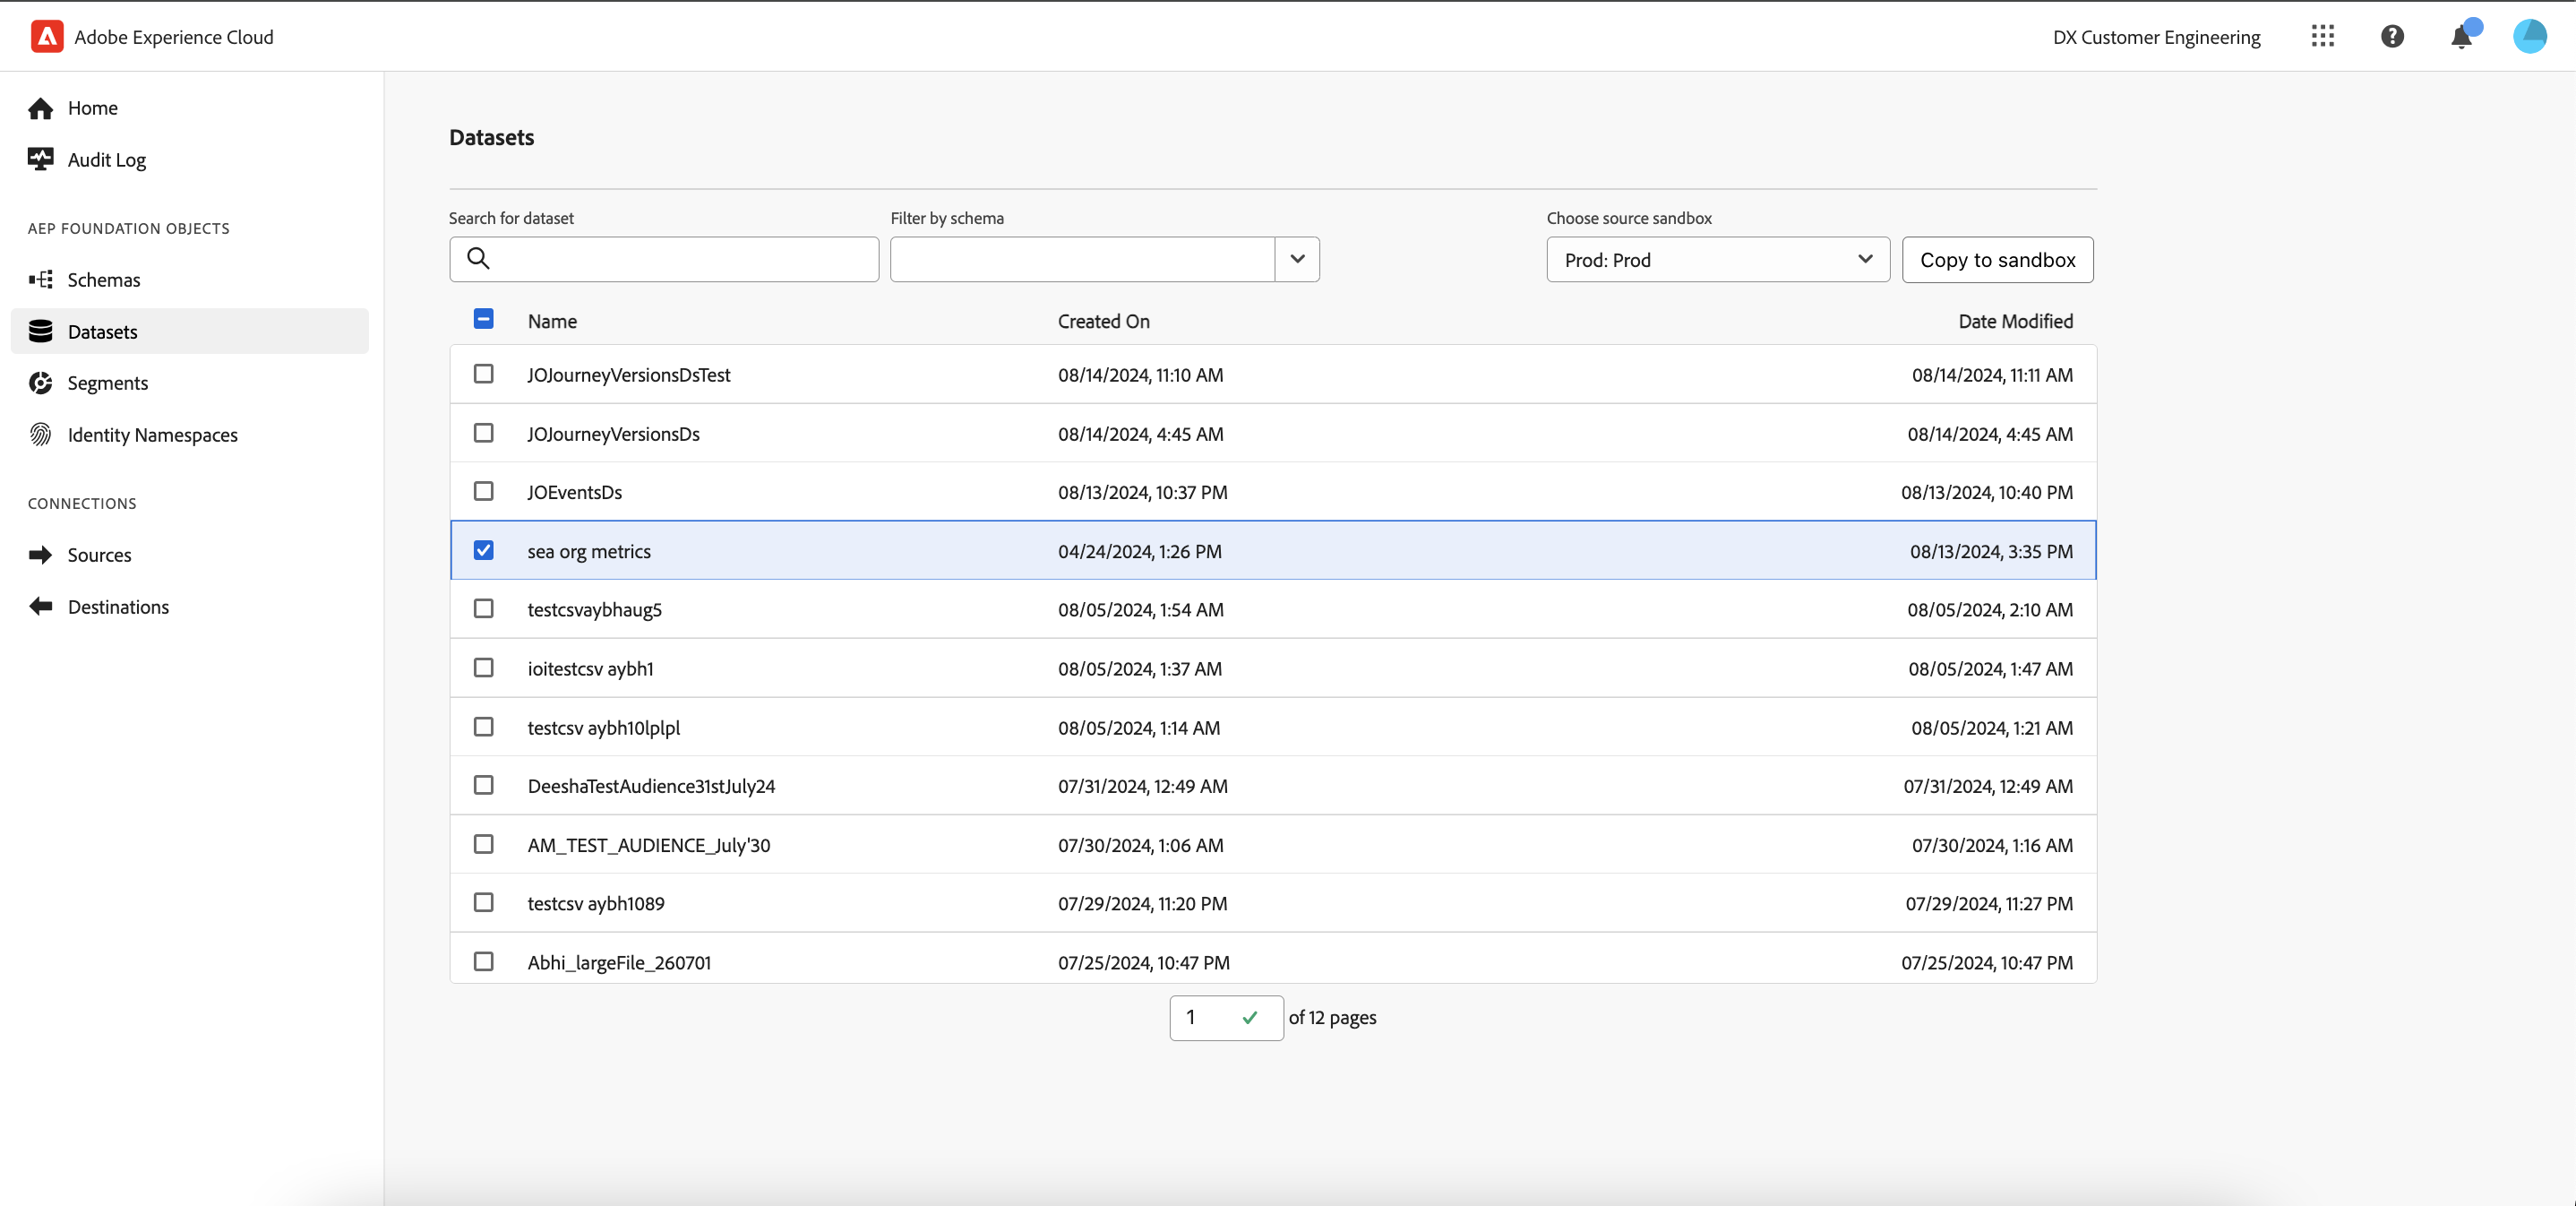 Adobe Experience Cloud
DX Customer Engineering
Home
Audit Log
AEP FOUNDATION OBJECTS
Schemas
Datasets
Segments
Identity Namespaces
CONNECTIONS
Sources
Destinations
Datasets
Search for dataset Filter by schema Choose source sandbox
Prod: Prod Copy to sandbox
Name Created On Date Modified
JOJourneyVersionsDsTest 08/14/2024, 11:10 AM 08/14/2024, 11:11 AM
JOJourneyVersionsDs 08/14/2024, 4:45 AM 08/14/2024, 4:45 AM
JOEventsDs 08/13/2024, 10:37 PM 08/13/2024, 10:40 PM
sea org metrics 04/24/2024, 1:26 PM 08/13/2024, 3:35 PM
testcsvaybhaug5 08/05/2024, 1:54 AM 08/05/2024, 2:10 AM
ioitestcsv aybh1 08/05/2024, 1:37 AM 08/05/2024, 1:47 AM
testcsv aybh10lplpl 08/05/2024, 1:14 AM 08/05/2024, 1:21 AM
DeeshaTestAudience31stJuly24 07/31/2024, 12:49 AM 07/31/2024, 12:49 AM
AM_TEST_AUDIENCE_July'30 07/30/2024, 1:06 AM 07/30/2024, 1:16 AM
testcsv aybh1089 07/29/2024, 11:20 PM 07/29/2024, 11:27 PM
Abhi_largeFile_260701 07/25/2024, 10:47 PM 07/25/2024, 10:47 PM
1 of 12 pages